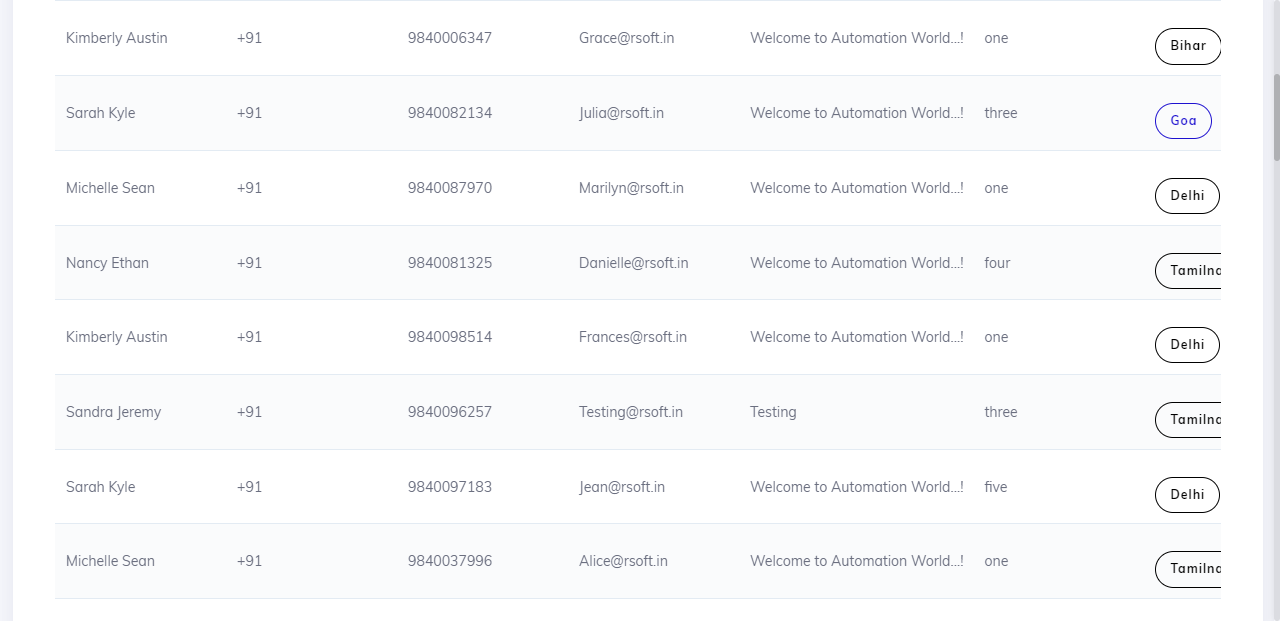 Kimberly Austin +91 9840006347 Grace@rsoft.in Welcome to Automation World...! one Bihar
Sarah Kyle +91 9840082134 Julia@rsoft.in Welcome to Automation World...! three Goa
Michelle Sean +91 9840087970 Marilyn@rsoft.in Welcome to Automation World...! one Delhi
Nancy Ethan +91 9840081325 Danielle@rsoft.in Welcome to Automation World...! four Tamilna
Kimberly Austin +91 9840098514 Frances@rsoft.in Welcome to Automation World...! one Delhi
Sandra Jeremy +91 9840096257 Testing@rsoft.in Testing three Tamilna
Sarah Kyle +91 9840097183 Jean@rsoft.in Welcome to Automation World...! five Delhi
Michelle Sean +91 9840037996 Alice@rsoft.in Welcome to Automation World...! one Tamilna